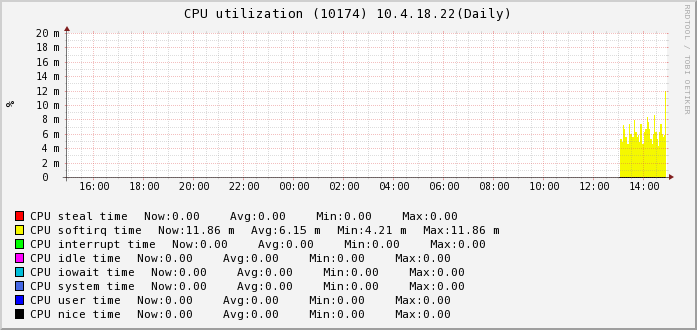 CPU utilization (10174) 10.4.18.22(Daily)
RRDTOOL / TOBI OETIKER
20 m
18 m
16 m
14 m
12 m
10 m
8 m
6 m
4 m
2 m
0
%
16:00 18:00 20:00 22:00 00:00 02:00 04:00 06:00 08:00 10:00 12:00 14:00
CPU steal time Now:0.00 Avg:0.00 Min:0.00 Max:0.00
CPU softirq time Now:11.86 m Avg:6.15 m Min:4.21 m Max:11.86 m
CPU interrupt time Now:0.00 Avg:0.00 Min:0.00 Max:0.00
CPU idle time Now:0.00 Avg:0.00 Min:0.00 Max:0.00
CPU iowait time Now:0.00 Avg:0.00 Min:0.00 Max:0.00
CPU system time Now:0.00 Avg:0.00 Min:0.00 Max:0.00
CPU user time Now:0.00 Avg:0.00 Min:0.00 Max:0.00
CPU nice time Now:0.00 Avg:0.00 Min:0.00 Max:0.00